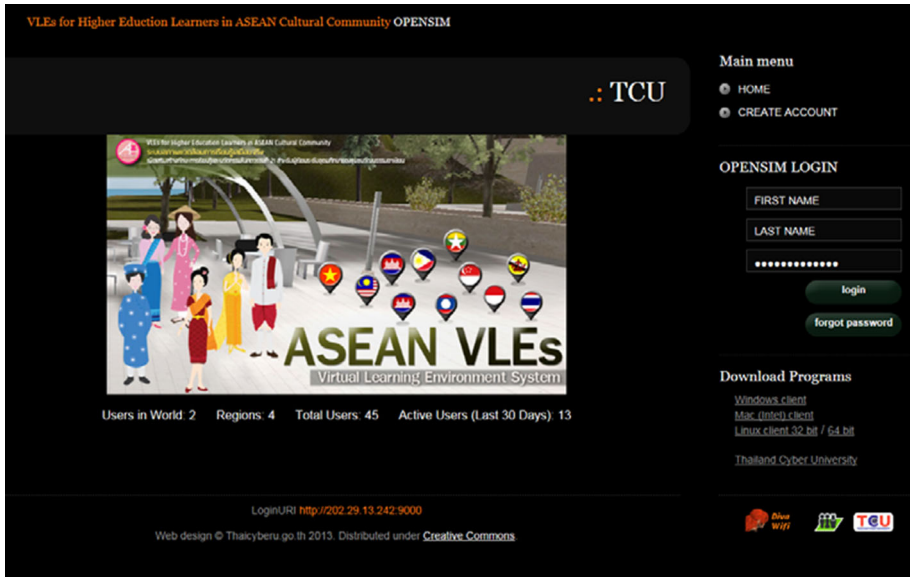 VLEs for Higher Eduction Learners in ASEAN Cultural Community OPENSIM
.: TCU
VLEs for Higher Education Learners in ASEAN Cultural Community
ASEAN VLEs
Virtual Learning Environment System
Users in World: 2 Regions: 4 Total Users: 45 Active Users (Last 30 Days): 13
Main menu
HOME
CREATE ACCOUNT
OPENSIM LOGIN
FIRST NAME
LAST NAME
login
forgot password
Download Programs
Windows client
Mac (Intel) client
Linux client 32 bit / 64 bit
Thailand Cyber University
LoginURI http://202.29.13.242:9000
Web design © Thaicyberu.go.th 2013. Distributed under Creative Commons
Diva
Wifi
TCU